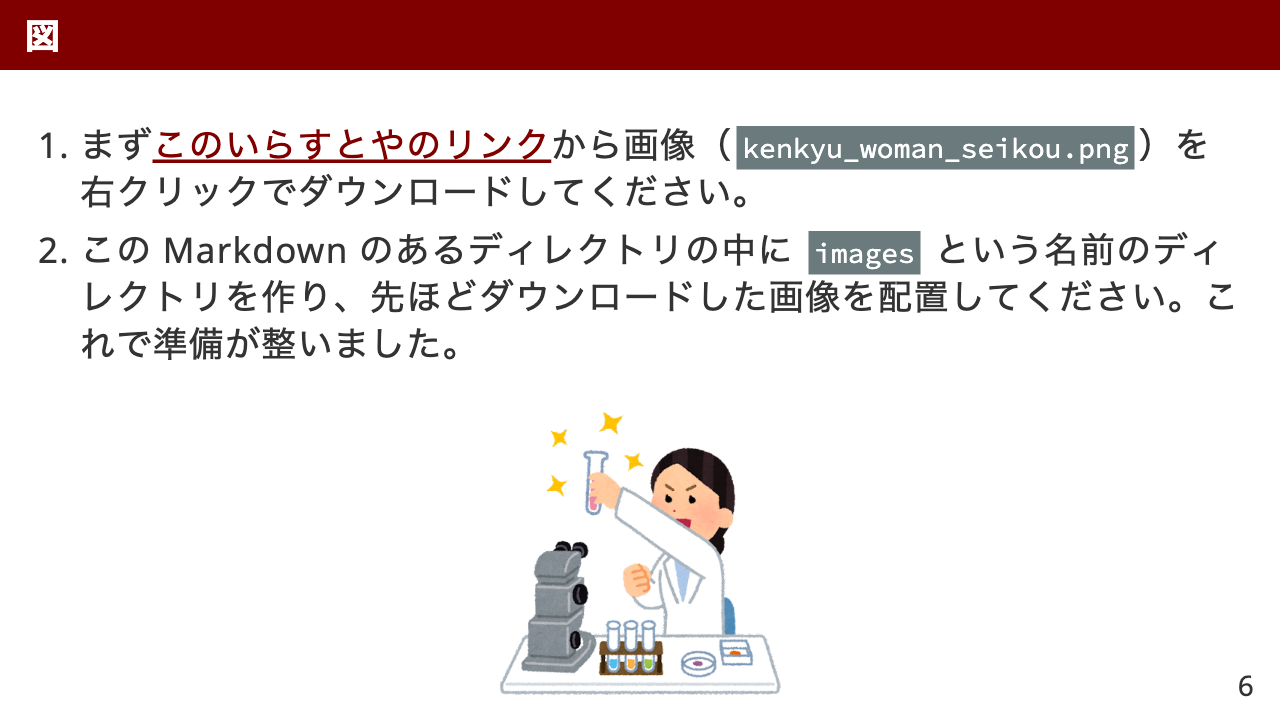 図
1. まずこのいらすとやのリンクから画像（kenkyu_woman_seikou.png）を
右クリックでダウンロードしてください。
2. この Markdown のあるディレクトリの中に images という名前のディ
レクトリを作り、先ほどダウンロードした画像を配置してください。こ
れで準備が整いました。
6